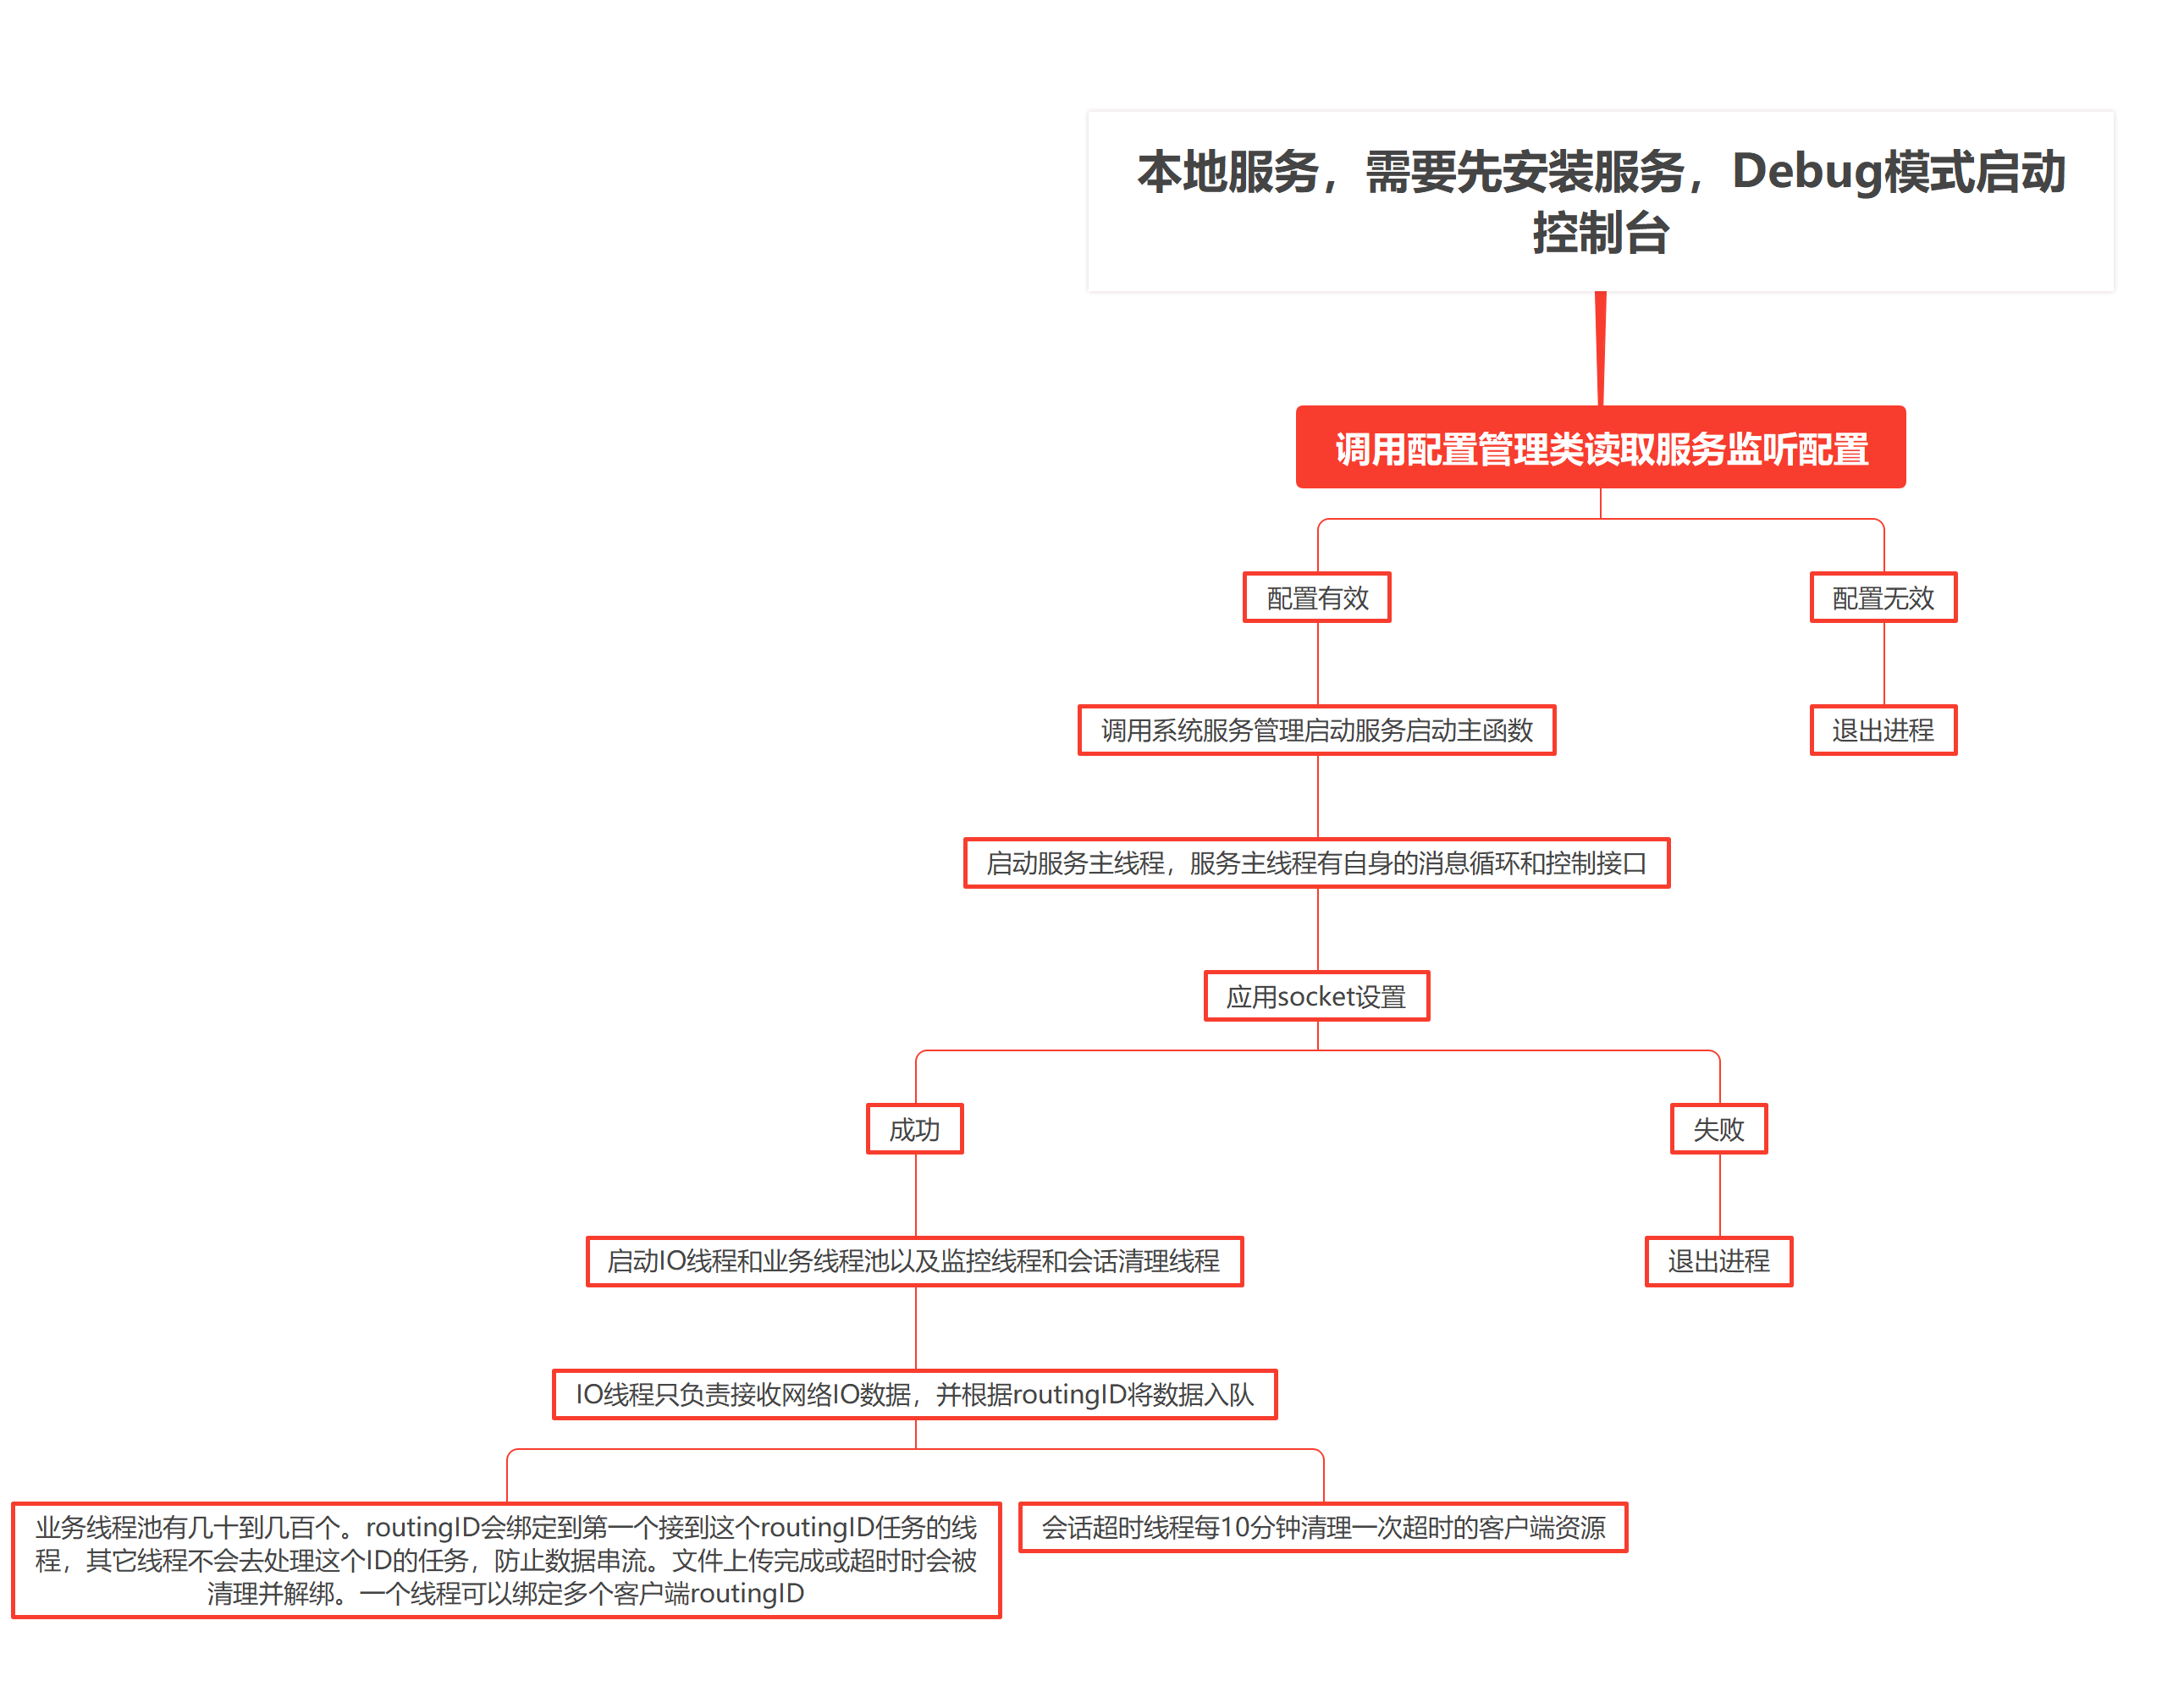 本地服务，需要先安装服务，Debug模式启动
控制台
调用配置管理类读取服务监听配置
配置有效
配置无效
调用系统服务管理启动服务启动主函数
退出进程
启动服务主线程，服务主线程有自身的消息循环和控制接口
应用socket设置
成功
失败
启动IO线程和业务线程池以及监控线程和会话清理线程
退出进程
IO线程只负责接收网络IO数据，并根据routingID将数据入队
业务线程池有几十到几百个。routingID会绑定到第一个接到这个routingID任务的线
程，其它线程不会去处理这个ID的任务，防止数据串流。文件上传完成或超时时会被
清理并解绑。一个线程可以绑定多个客户端routingID
会话超时线程每10分钟清理一次超时的客户端资源